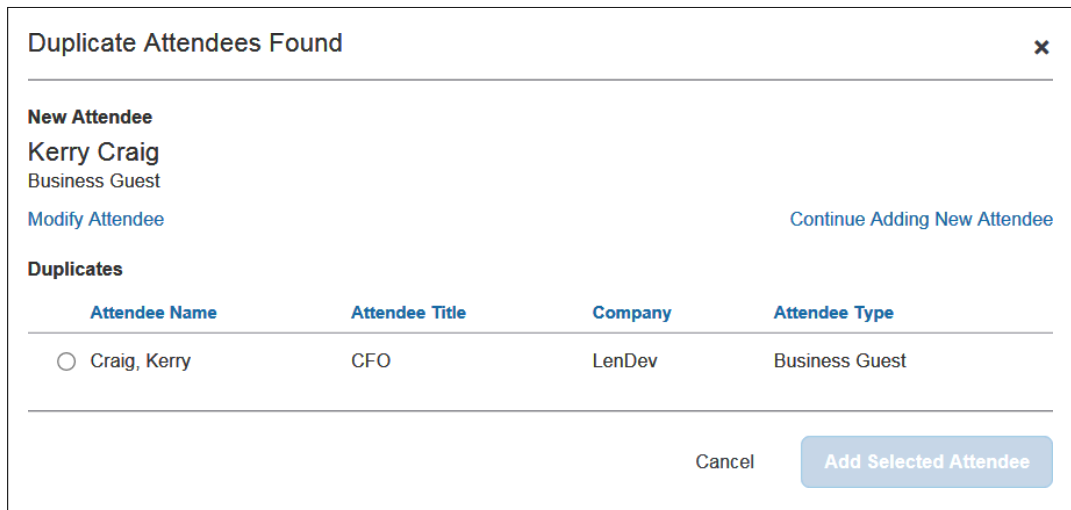 Duplicate Attendees Found
New Attendee
Kerry Craig
Business Guest
Modify Attendee Continue Adding New Attendee
Duplicates
Attendee Name Attendee Title Company Attendee Type
Craig, Kerry CFO LenDev Business Guest
Cancel Add Selected Attendee